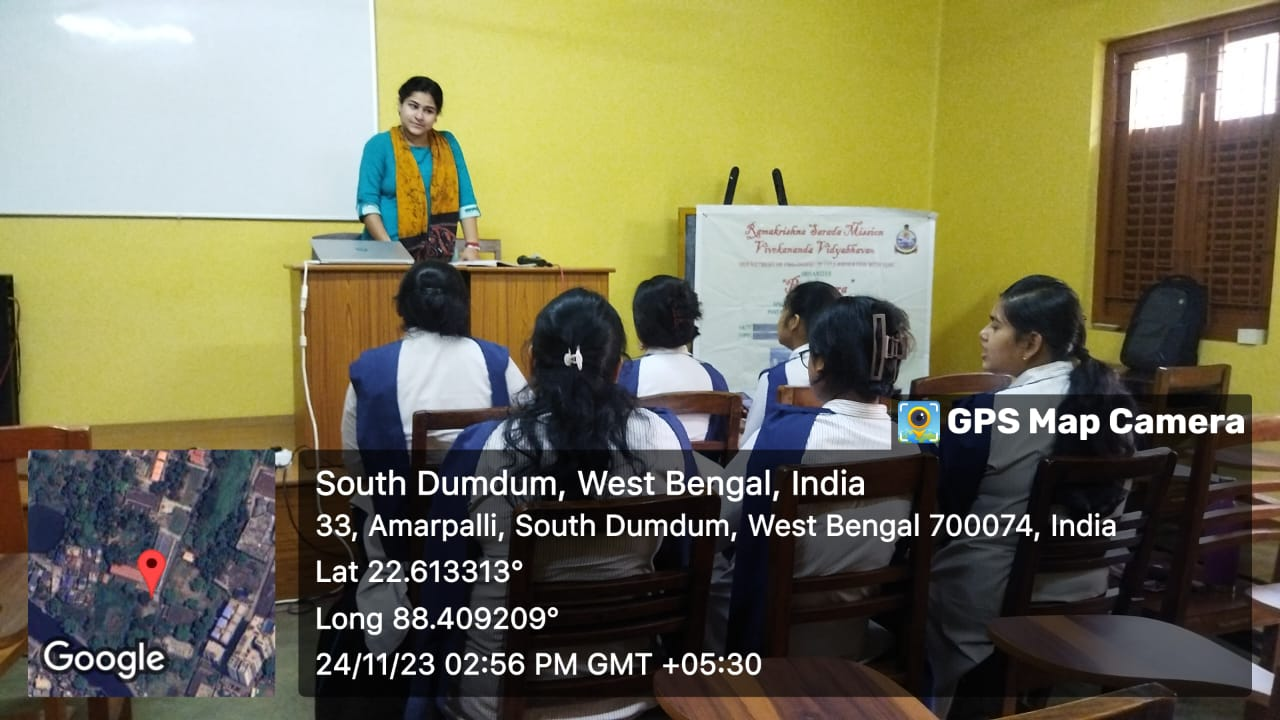 Ramakrishna Sarada Mission
Vivekananda Vidyabhavan
ORGANIZES
GPS Map Camera
South Dumdum, West Bengal, India
33, Amarpalli, South Dumdum, West Bengal 700074, India
Lat 22.613313°
Long 88.409209°
24/11/23 02:56 PM GMT +05:30
Google